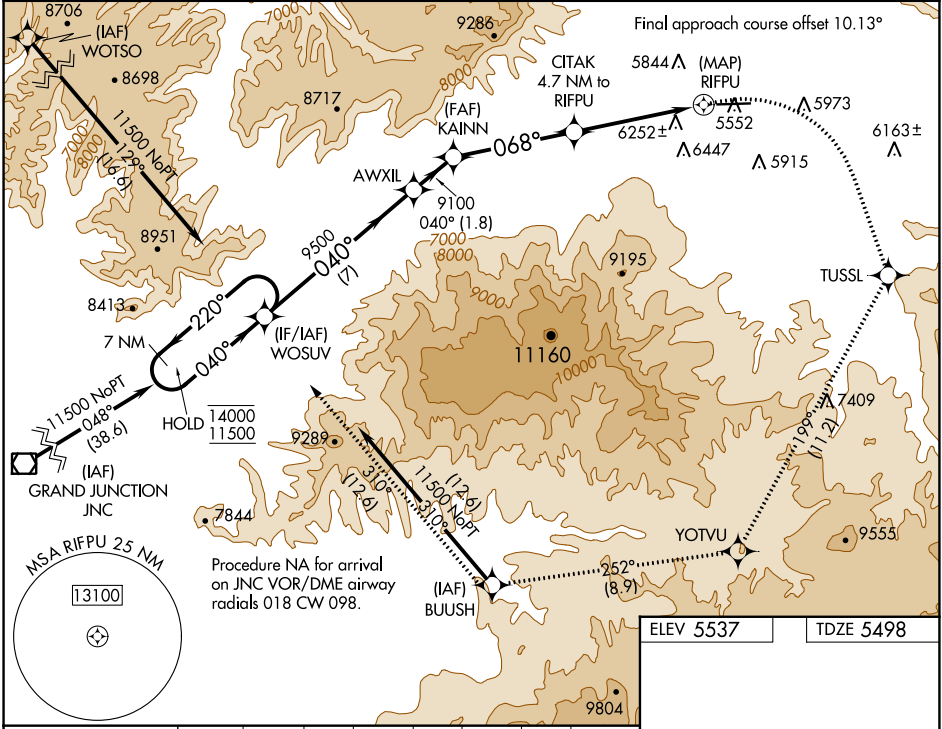 8706
(IAF)
WOTSO
9286
Final approach course offset 10.13°
8698
8717
8000
7000
8000
CITAK
4.7 NM to
RIFPU
5844
(MAP)
RIFPU
5973
5552
6252±
6447
6163±
5915
(FAF)
KAINN
068°
7000
8000
11500 NoPT
129°
(16.6)
AWXIL
9100
040° (1.8)
9500
040°
(7)
7000
8000
9000
10000
8951
8413
9195
11160
TUSSL
220°
7 NM
040°
(IF/IAF)
WOSUV
HOLD
14000
11500
11500 NoPT
048°
(38.6)
(IAF)
GRAND JUNCTION
JNC
9289
310°
(12.6)
(12.6)
11500 NoPT
310°
7409
199°
(11.2)
7844
YOTVU
9555
252°
(8.9)
(IAF)
BUUSH
Procedure NA for arrival
on JNC VOR/DME airway
radials 018 CW 098.
MSA RIFPU 25 NM
13100
ELEV 5537
TDZE 5498
9804